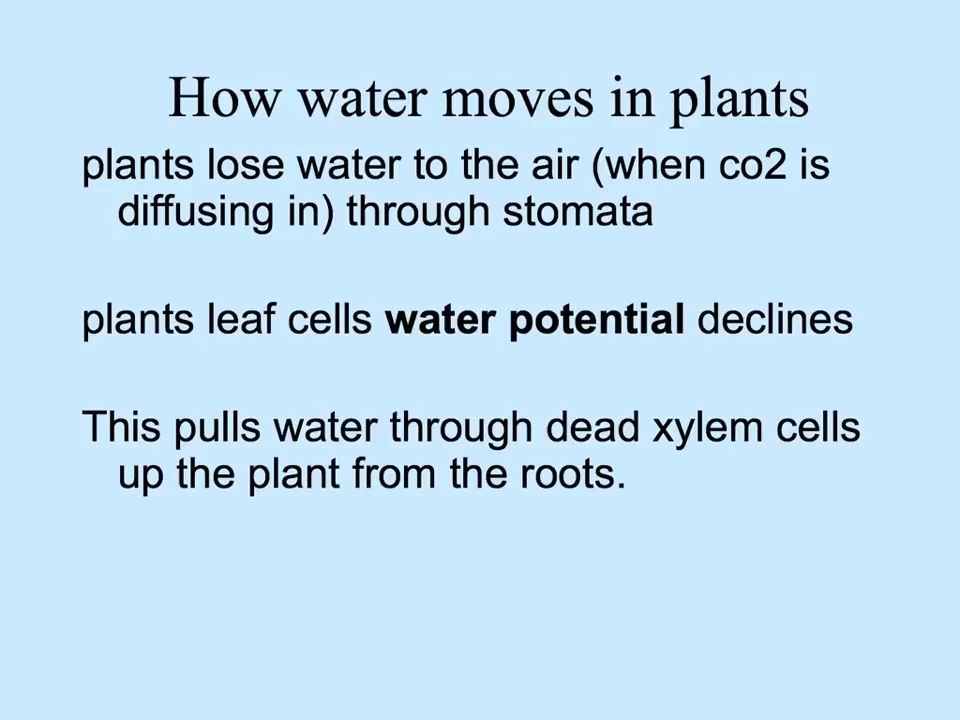 How water moves in plants
plants lose water to the air (when co2 is
diffusing in) through stomata
plants leaf cells water potential declines
This pulls water through dead xylem cells
up the plant from the roots.